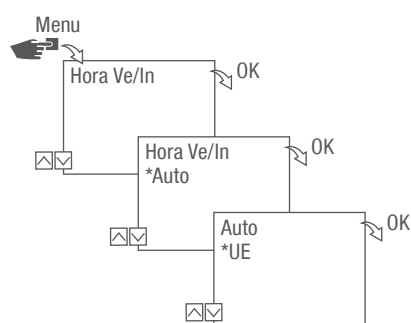 Menu
Hora Ve/In
OK
Hora Ve/In
*Auto
OK
Auto
*UE
OK